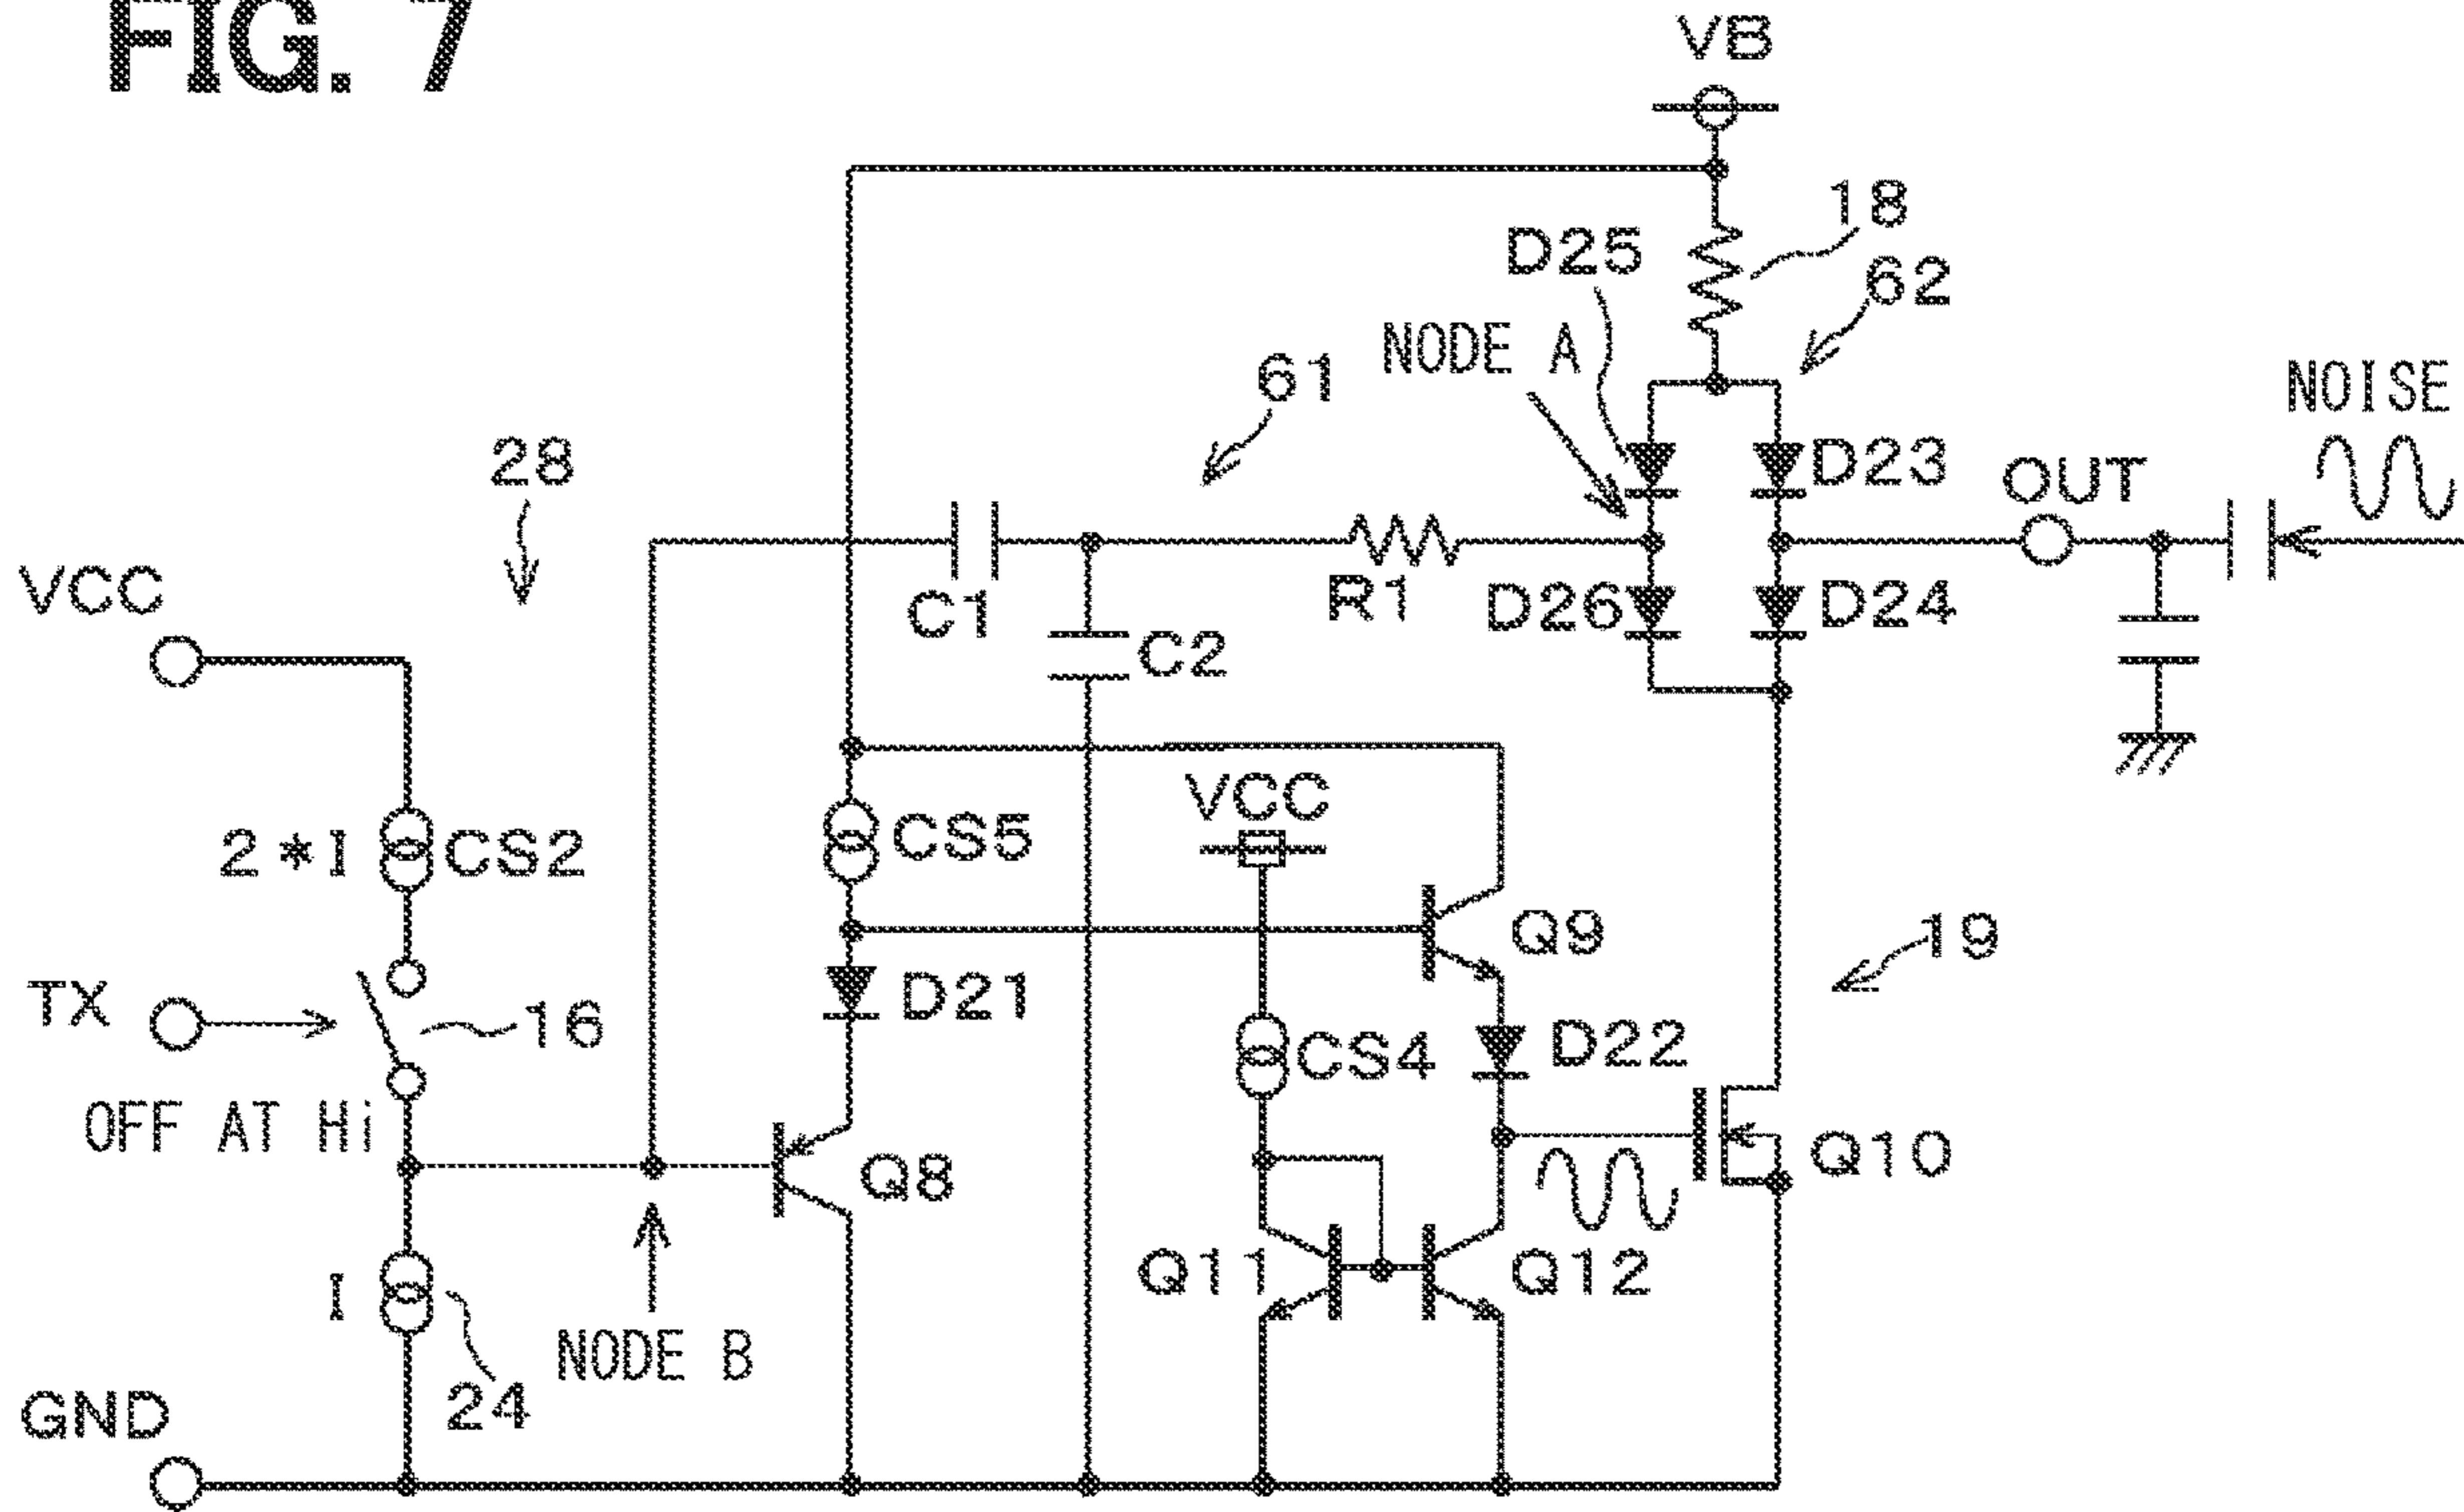 FIG. 7
VB
18
D25
62
NODE A
61
NOISE
28
D23
OUT
VCC
C1
R1
D26
D24
C2
VCC
2*I
CS2
CS5
Q9
19
TX
16
D21
CS4
D22
OFF AT Hi
Q8
Q10
I
Q11
Q12
NODE B
24
GND